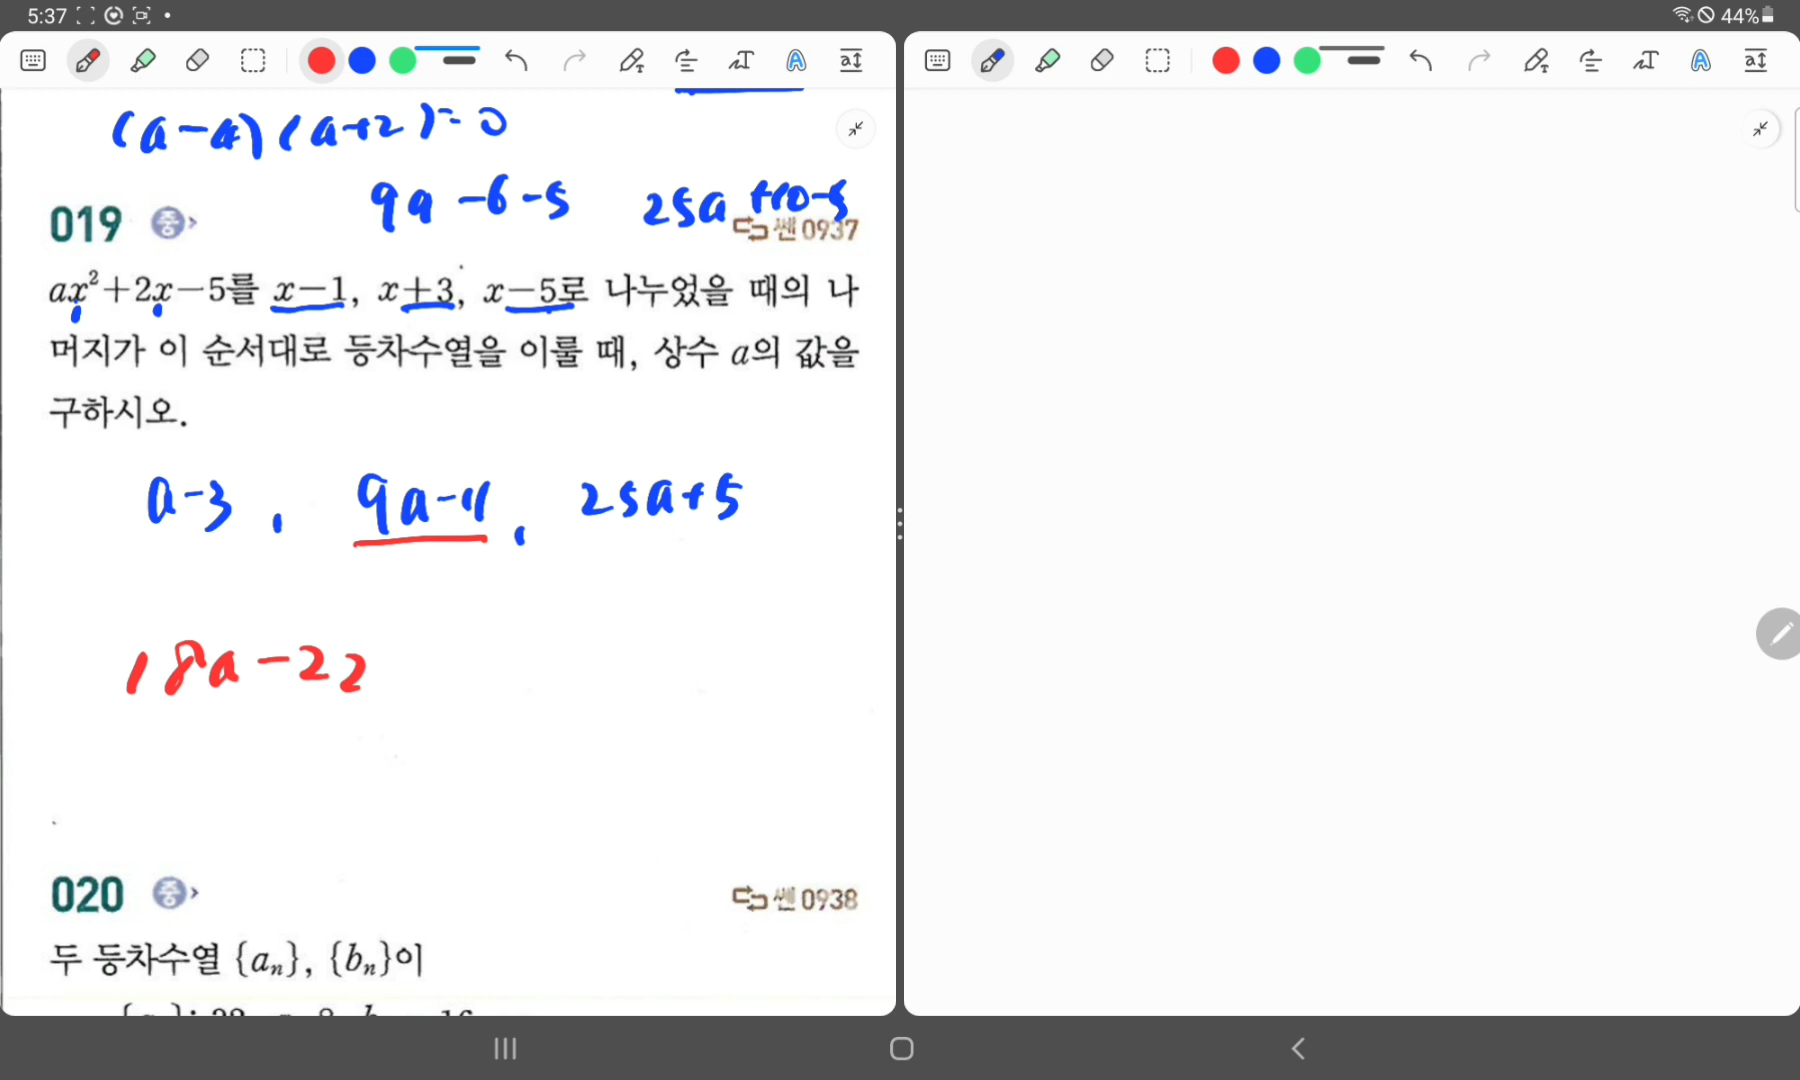 5:37
44%
(a-4)(a+2)=0
9a-6-5 25a+10-5
019 중
쎈 0937
ax²+2x-5를 x-1, x+3, x-5로 나누었을 때의 나
머지가 이 순서대로 등차수열을 이룰 때, 상수 a의 값을
구하시오.
a-3, 9a-11, 25a+5
18a-22
020 중
쎈 0938
두 등차수열 {aₙ}, {bₙ}이